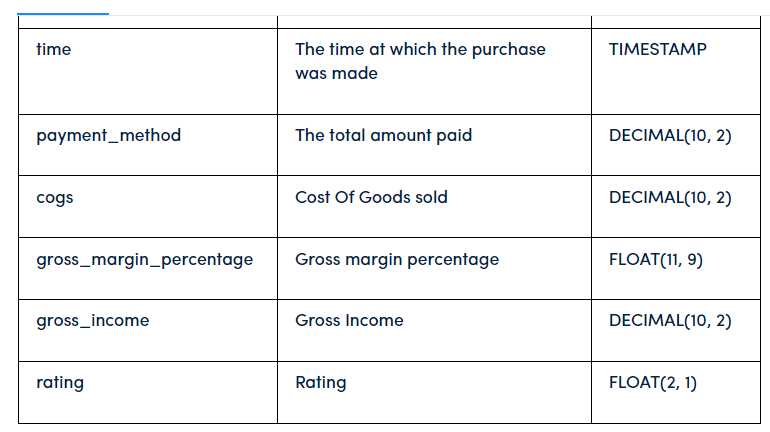 time The time at which the purchase TIMESTAMP
was made
payment_method The total amount paid DECIMAL(10, 2)
cogs Cost Of Goods sold DECIMAL(10, 2)
gross_margin_percentage Gross margin percentage FLOAT(11, 9)
gross_income Gross Income DECIMAL(10, 2)
rating Rating FLOAT(2, 1)